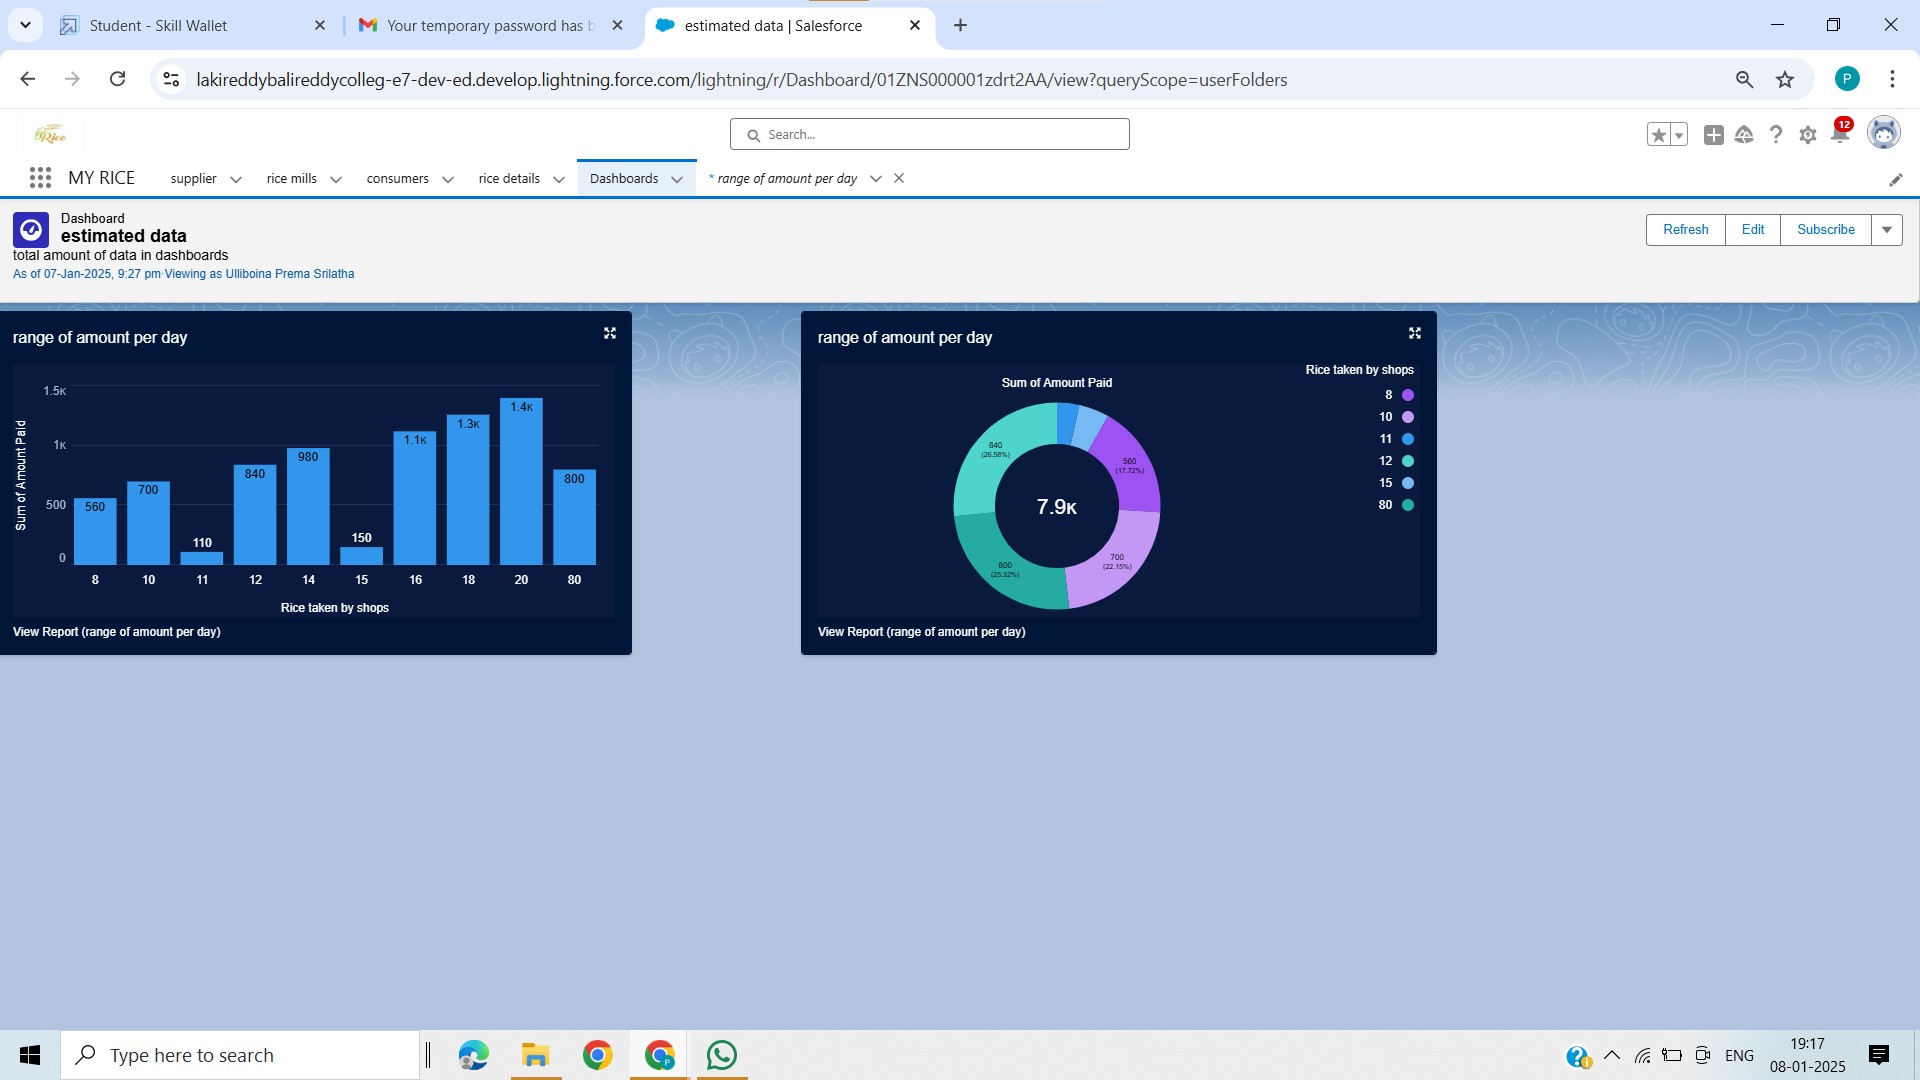 Student - Skill Wallet
Your temporary password has b
estimated data | Salesforce
lakireddybalireddycolleg-e7-dev-ed.develop.lightning.force.com/lightning/r/Dashboard/01ZNS000001zdrt2AA/view?queryScope=userFolders
P
Rice
Search...
12
MY RICE
supplier
rice mills
consumers
rice details
Dashboards
* range of amount per day
Dashboard
estimated data
total amount of data in dashboards
As of 07-Jan-2025, 9:27 pm·Viewing as Ulliboina Prema Srilatha
Refresh
Edit
Subscribe
range of amount per day
Sum of Amount Paid
1.5K
1K
500
0
560
700
110
840
980
150
1.1K
1.3K
1.4K
800
8
10
11
12
14
15
16
18
20
80
Rice taken by shops
View Report (range of amount per day)
range of amount per day
Sum of Amount Paid
Rice taken by shops
8
10
11
12
15
80
840
(26.58%)
560
(17.72%)
7.9K
800
(25.32%)
700
(22.15%)
View Report (range of amount per day)
Type here to search
ENG
19:17
08-01-2025